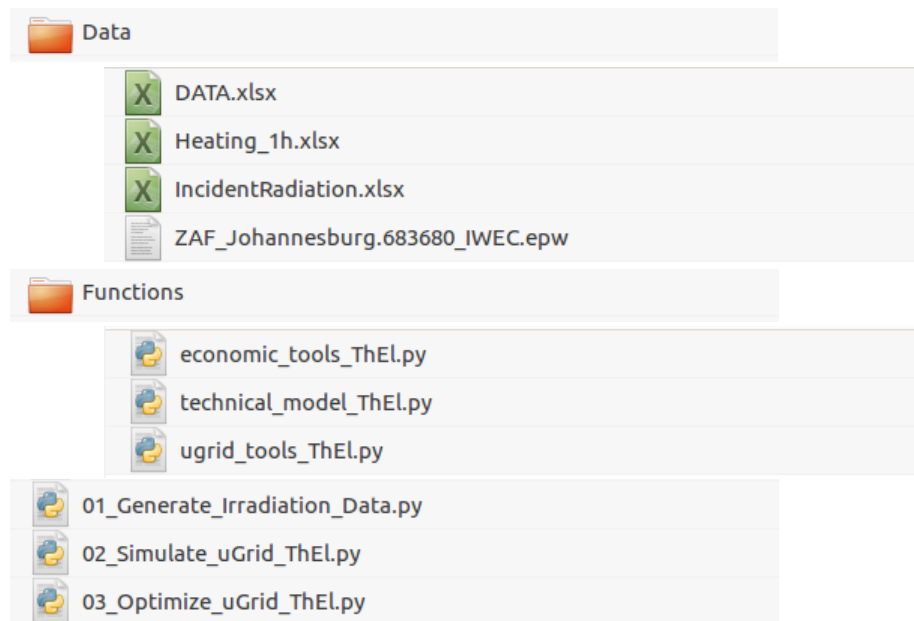 Data
DATA.xlsx
Heating_1h.xlsx
IncidentRadiation.xlsx
ZAF_Johannesburg.683680_IWEC.epw
Functions
economic_tools_ThEl.py
technical_model_ThEl.py
ugrid_tools_ThEl.py
01_Generate_Irradiation_Data.py
02_Simulate_uGrid_ThEl.py
03_Optimize_uGrid_ThEl.py